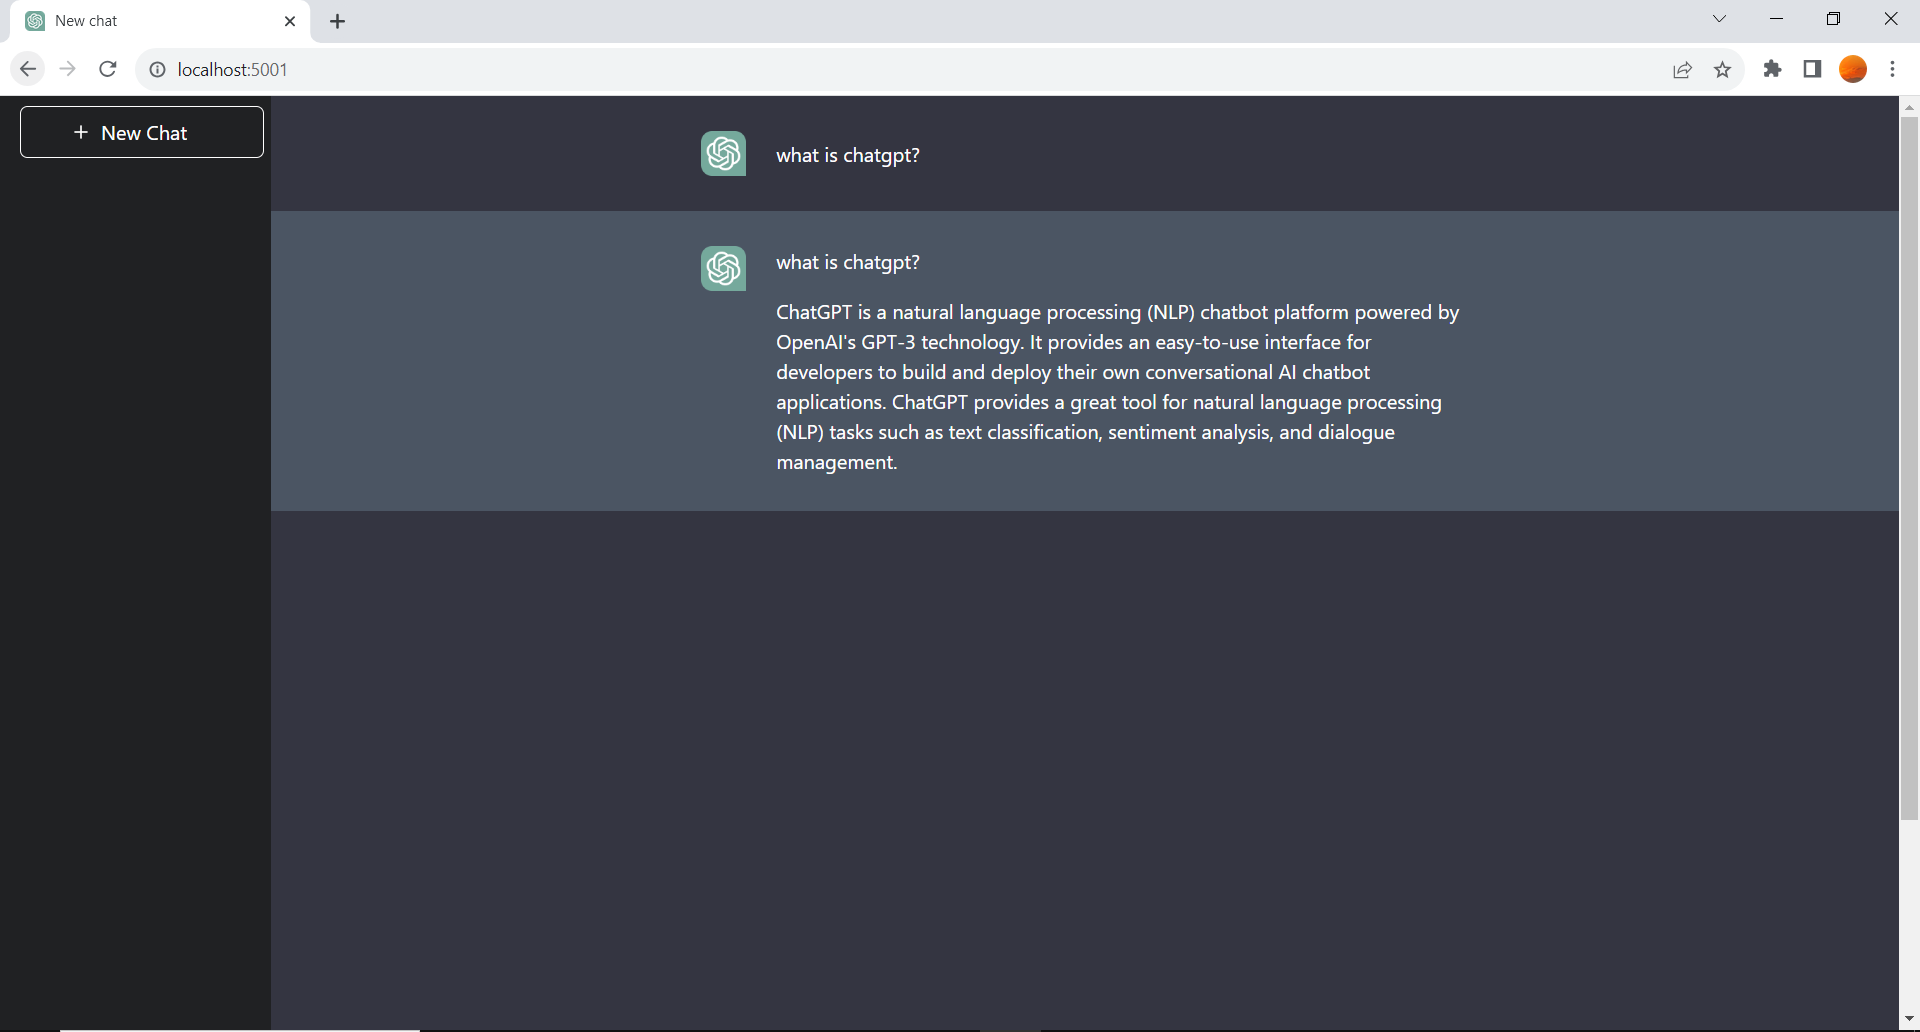 New chat
localhost:5001
+ New Chat
what is chatgpt?
what is chatgpt?
ChatGPT is a natural language processing (NLP) chatbot platform powered by
OpenAI's GPT-3 technology. It provides an easy-to-use interface for
developers to build and deploy their own conversational AI chatbot
applications. ChatGPT provides a great tool for natural language processing
(NLP) tasks such as text classification, sentiment analysis, and dialogue
management.